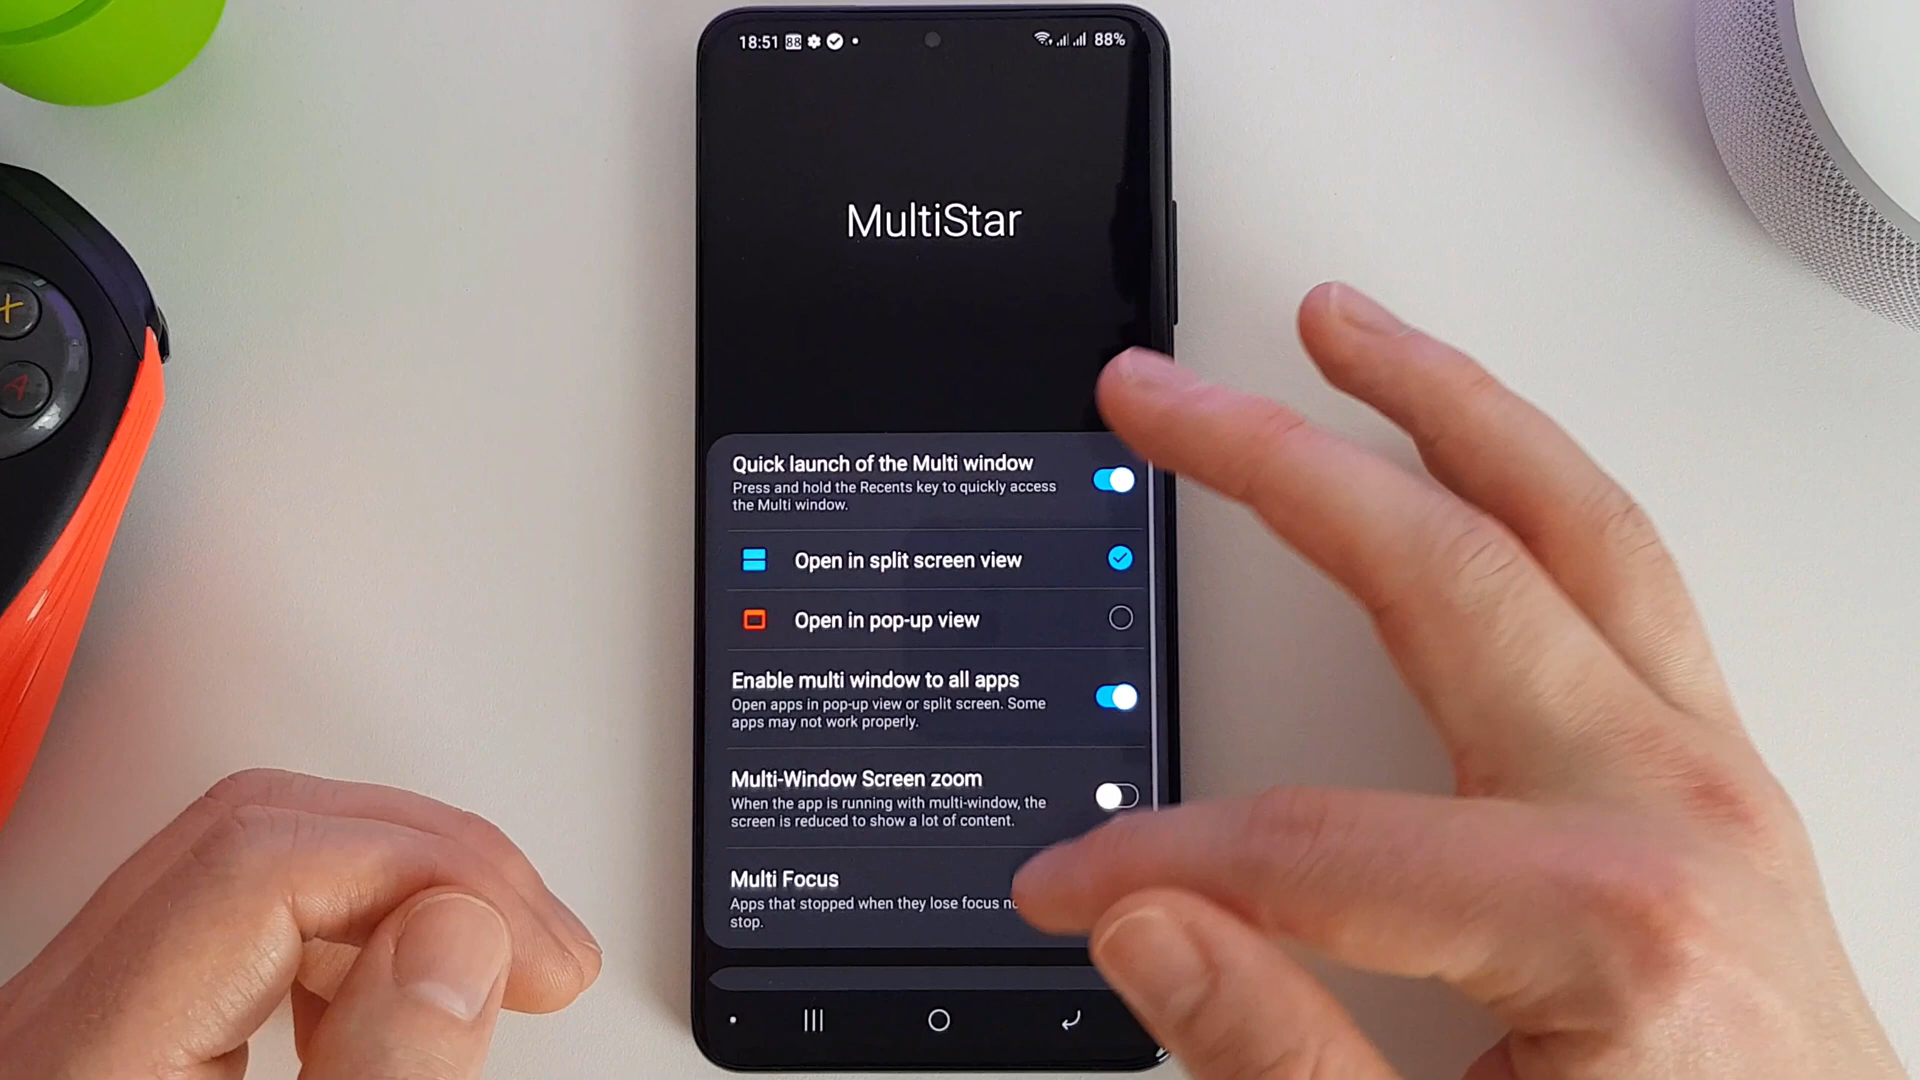 18:51 88 88%
MultiStar
Quick launch of the Multi window
Press and hold the Recents key to quickly access
the Multi window.
Open in split screen view
Open in pop-up view
Enable multi window to all apps
Open apps in pop-up view or split screen. Some
apps may not work properly.
Multi-Window Screen zoom
When the app is running with multi-window, the
screen is reduced to show a lot of content.
Multi Focus
Apps that stopped when they lose focus
stop.
A